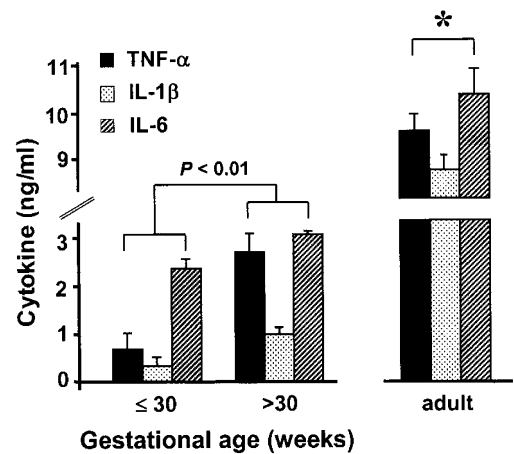 *
11
10
9
3
2
1
0
Cytokine (ng/ml)
TNF-α
IL-1β
IL-6
P < 0.01
≤ 30
>30
adult
Gestational age (weeks)